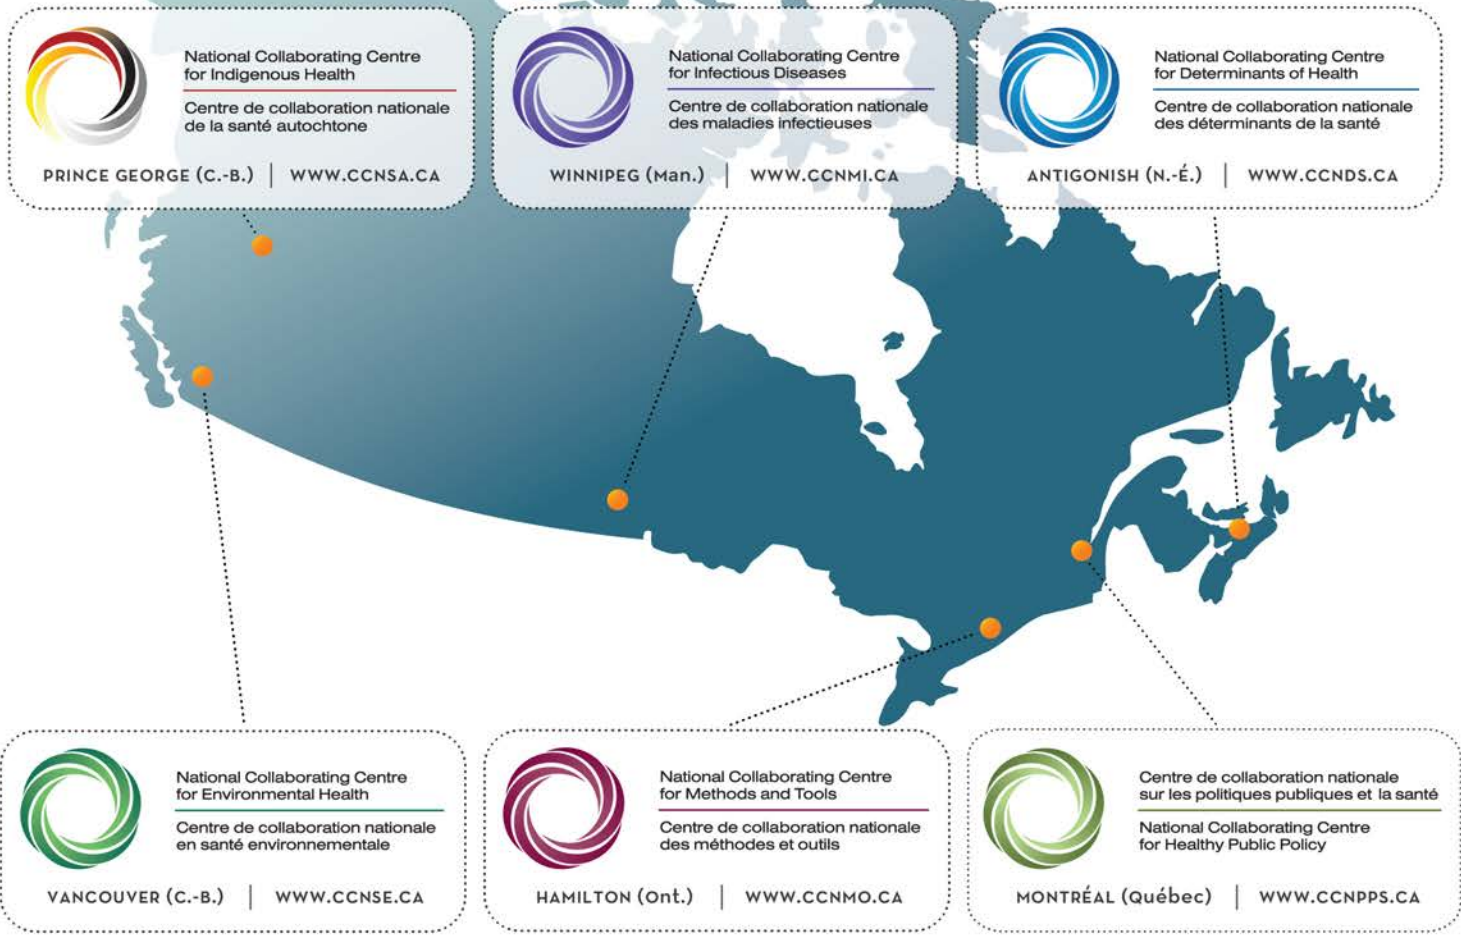 National Collaborating Centre
for Indigenous Health
Centre de collaboration nationale
de la santé autochtone
PRINCE GEORGE (C.-B.) | WWW.CCNSA.CA
National Collaborating Centre
for Infectious Diseases
Centre de collaboration nationale
des maladies infectieuses
WINNIPEG (Man.) | WWW.CCNMI.CA
National Collaborating Centre
for Determinants of Health
Centre de collaboration nationale
des déterminants de la santé
ANTIGONISH (N.-É.) | WWW.CCNDS.CA
National Collaborating Centre
for Environmental Health
Centre de collaboration nationale
en santé environnementale
VANCOUVER (C.-B.) | WWW.CCNSE.CA
National Collaborating Centre
for Methods and Tools
Centre de collaboration nationale
des méthodes et outils
HAMILTON (Ont.) | WWW.CCNMO.CA
Centre de collaboration nationale
sur les politiques publiques et la santé
National Collaborating Centre
for Healthy Public Policy
MONTRÉAL (Québec) | WWW.CCNPPS.CA